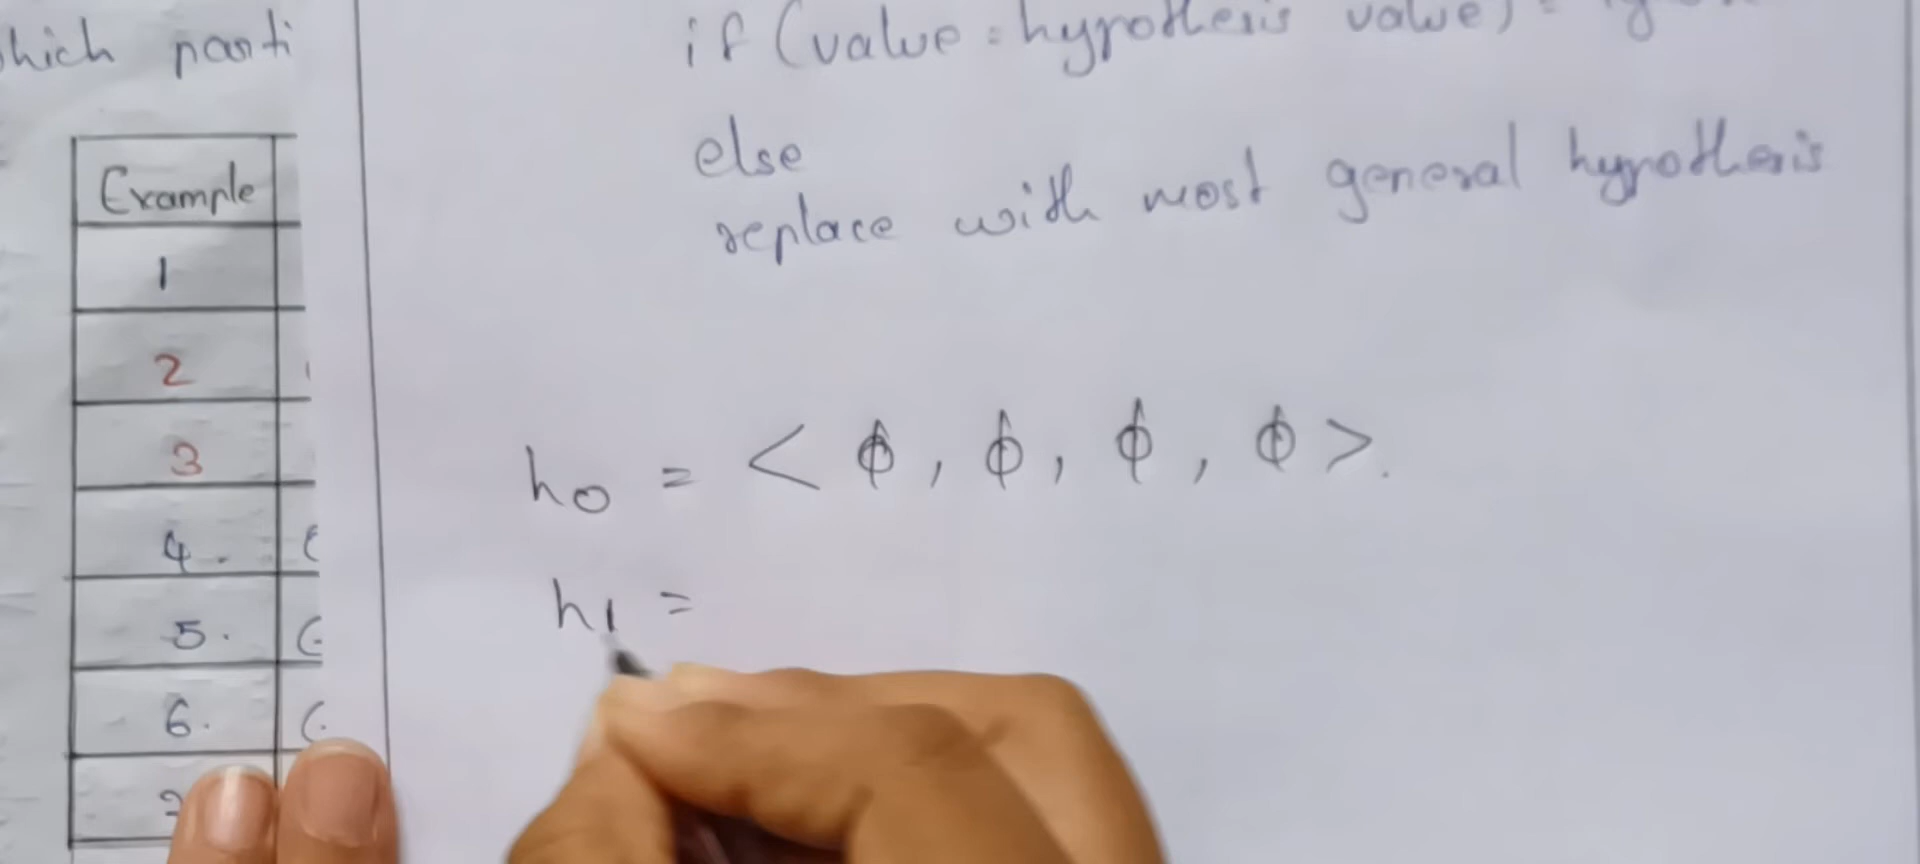 hich parti
Example
1
2
3
4.
5.
6.
if (value = hypothesis value) =
else
replace with most general hypothesis
h0 = < ϕ, ϕ, ϕ, ϕ >.
h1 =